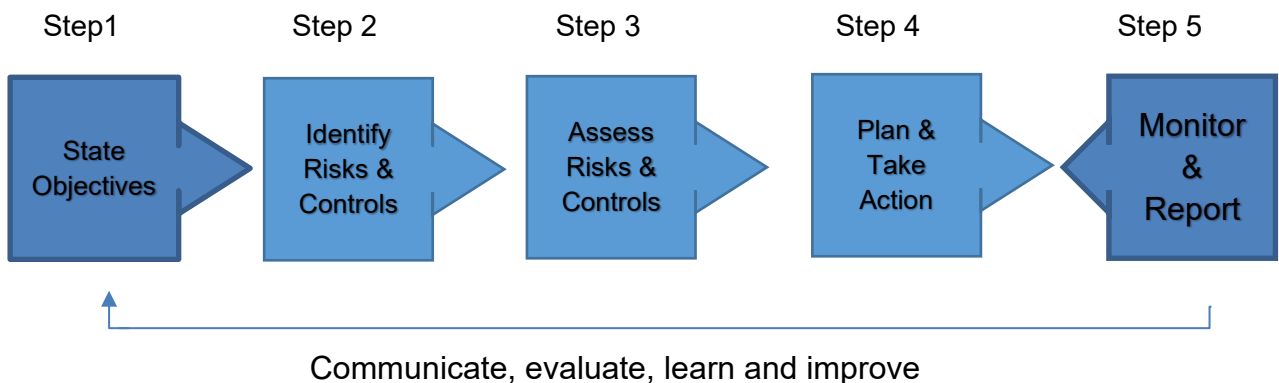 Step1
Step 2
Step 3
Step 4
Step 5
State
Objectives
Identify
Risks &
Controls
Assess
Risks &
Controls
Plan &
Take
Action
Monitor
&
Report
Communicate, evaluate, learn and improve